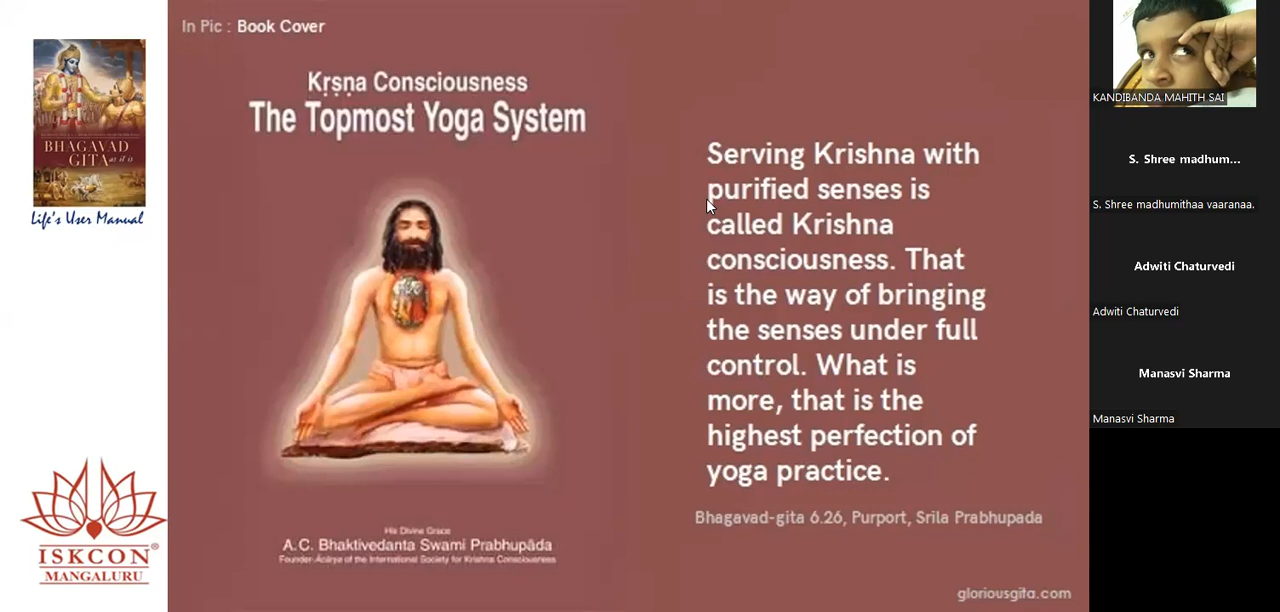 In Pic : Book Cover
BHAGAVAD
GITA as it is
Life's User Manual
ISKCON®
MANGALURU
Kṛṣṇa Consciousness
The Topmost Yoga System
His Divine Grace
A.C. Bhaktivedanta Swami Prabhupāda
Founder-Ācārya of the International Society for Krishna Consciousness
Serving Krishna with
purified senses is
called Krishna
consciousness. That
is the way of bringing
the senses under full
control. What is
more, that is the
highest perfection of
yoga practice.
Bhagavad-gita 6.26, Purport, Srila Prabhupada
gloriousgita.com
KANDIBANDA MAHITH SAI
S. Shree madhum...
S. Shree madhumithaa vaaranaa.
Adwiti Chaturvedi
Adwiti Chaturvedi
Manasvi Sharma
Manasvi Sharma